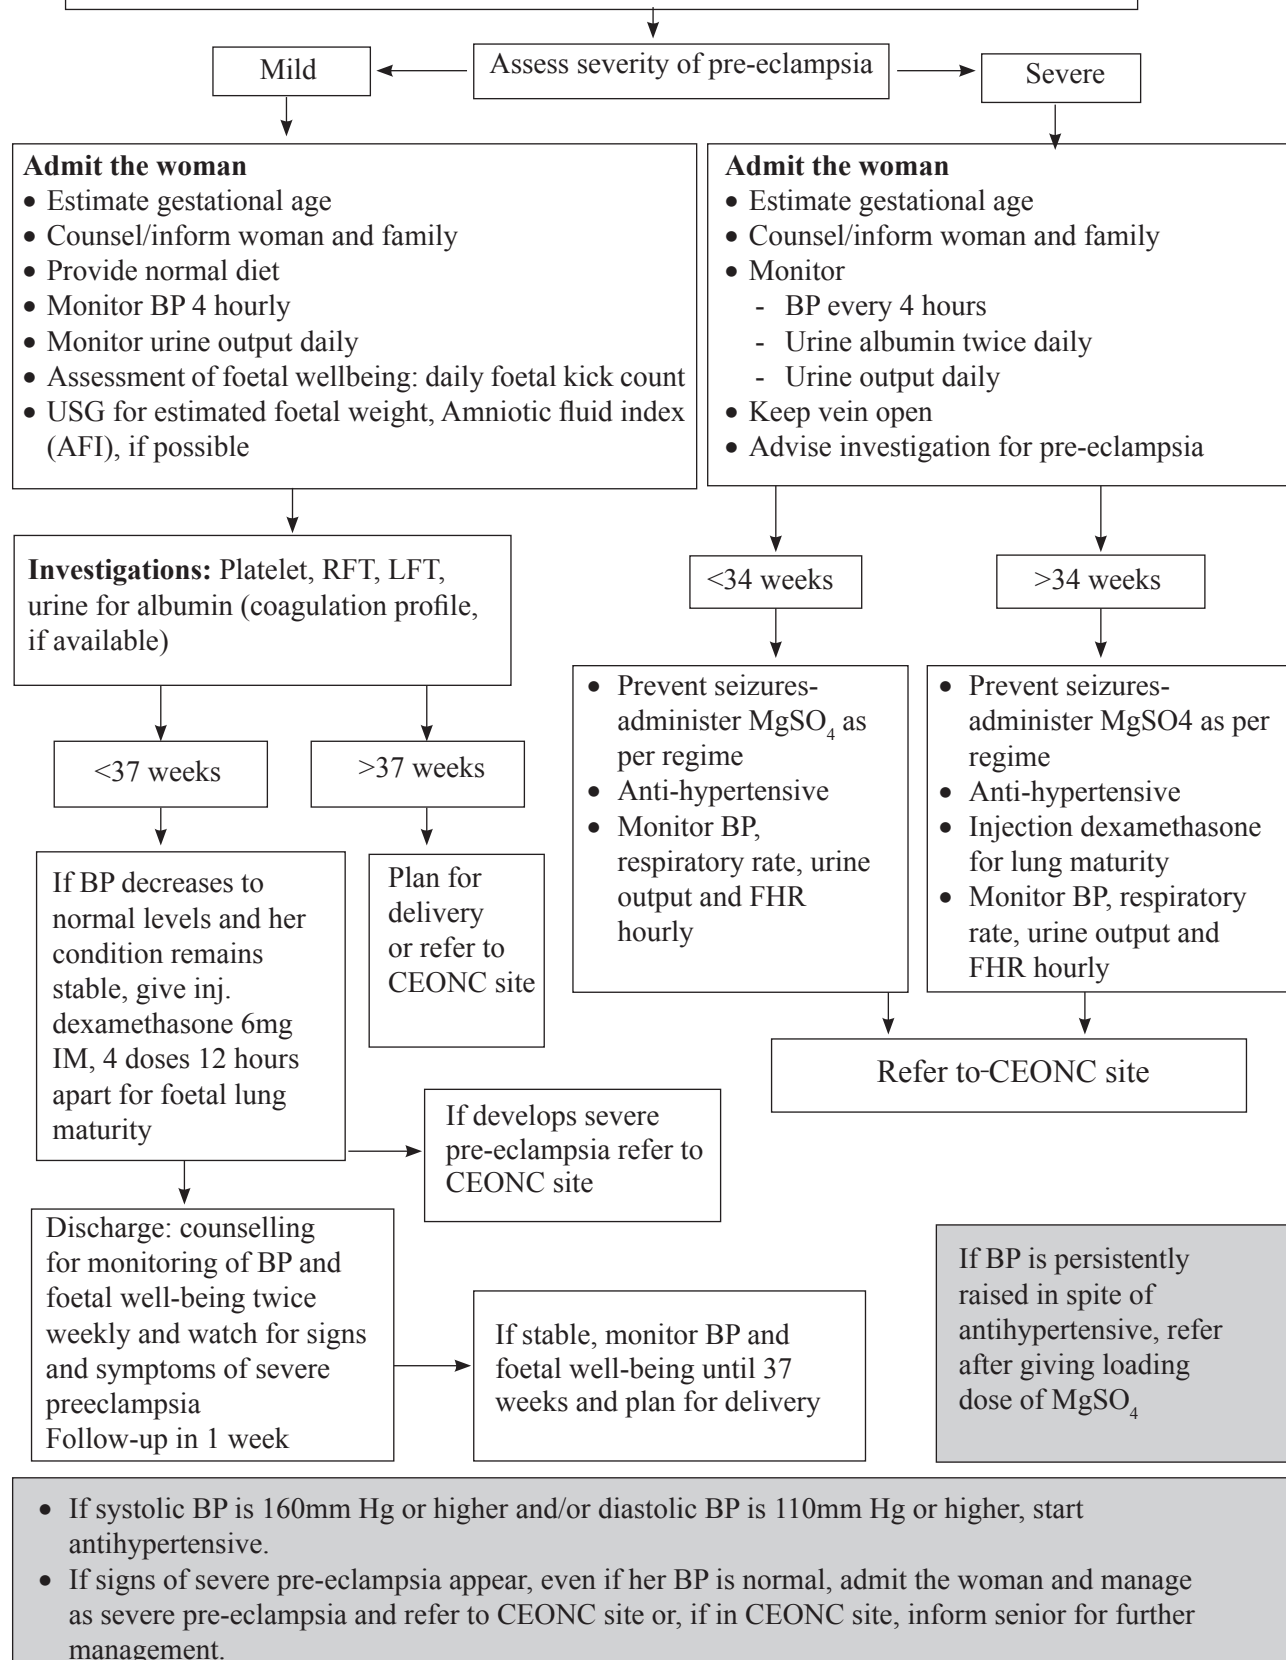 Assess severity of pre-eclampsia
Mild
Severe
Admit the woman
• Estimate gestational age
• Counsel/inform woman and family
• Provide normal diet
• Monitor BP 4 hourly
• Monitor urine output daily
• Assessment of foetal wellbeing: daily foetal kick count
• USG for estimated foetal weight, Amniotic fluid index
(AFI), if possible
Admit the woman
• Estimate gestational age
• Counsel/inform woman and family
• Monitor
- BP every 4 hours
- Urine albumin twice daily
- Urine output daily
• Keep vein open
• Advise investigation for pre-eclampsia
Investigations: Platelet, RFT, LFT,
urine for albumin (coagulation profile,
if available)
<37 weeks
>37 weeks
<34 weeks
>34 weeks
If BP decreases to
normal levels and her
condition remains
stable, give inj.
dexamethasone 6mg
IM, 4 doses 12 hours
apart for foetal lung
maturity
Plan for
delivery
or refer to
CEONC site
• Prevent seizures-
administer MgSO₄ as
per regime
• Anti-hypertensive
• Monitor BP,
respiratory rate, urine
output and FHR
hourly
• Prevent seizures-
administer MgSO4 as per
regime
• Anti-hypertensive
• Injection dexamethasone
for lung maturity
• Monitor BP, respiratory
rate, urine output and
FHR hourly
Refer to-CEONC site
If develops severe
pre-eclampsia refer to
CEONC site
Discharge: counselling
for monitoring of BP and
foetal well-being twice
weekly and watch for signs
and symptoms of severe
preeclampsia
Follow-up in 1 week
If stable, monitor BP and
foetal well-being until 37
weeks and plan for delivery
If BP is persistently
raised in spite of
antihypertensive, refer
after giving loading
dose of MgSO₄
• If systolic BP is 160mm Hg or higher and/or diastolic BP is 110mm Hg or higher, start
antihypertensive.
• If signs of severe pre-eclampsia appear, even if her BP is normal, admit the woman and manage
as severe pre-eclampsia and refer to CEONC site or, if in CEONC site, inform senior for further
management.